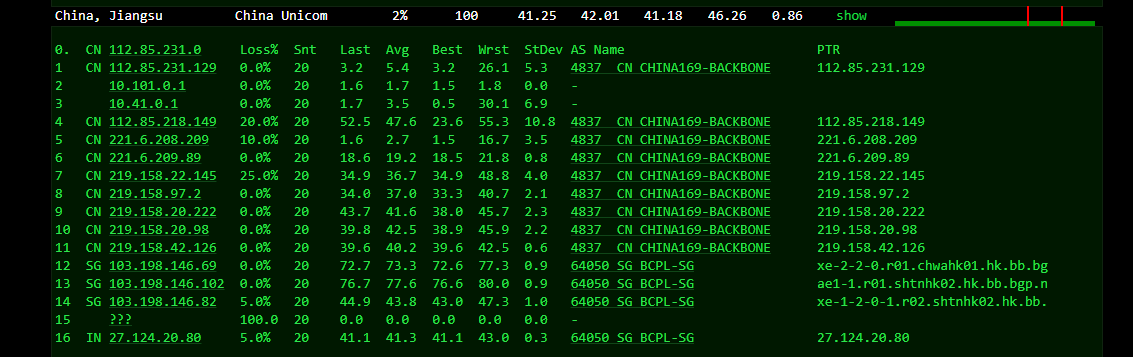 China, Jiangsu China Unicom 2% 100 41.25 42.01 41.18 46.26 0.86 show
0. CN 112.85.231.0 Loss% Snt Last Avg Best Wrst StDev AS Name PTR
1 CN 112.85.231.129 0.0% 20 3.2 5.4 3.2 26.1 5.3 4837 CN CHINA169-BACKBONE 112.85.231.129
2 10.101.0.1 0.0% 20 1.6 1.7 1.5 1.8 0.0 -
3 10.41.0.1 0.0% 20 1.7 3.5 0.5 30.1 6.9 -
4 CN 112.85.218.149 20.0% 20 52.5 47.6 23.6 55.3 10.8 4837 CN CHINA169-BACKBONE 112.85.218.149
5 CN 221.6.208.209 10.0% 20 1.6 2.7 1.5 16.7 3.5 4837 CN CHINA169-BACKBONE 221.6.208.209
6 CN 221.6.209.89 0.0% 20 18.6 19.2 18.5 21.8 0.8 4837 CN CHINA169-BACKBONE 221.6.209.89
7 CN 219.158.22.145 25.0% 20 34.9 36.7 34.9 48.8 4.0 4837 CN CHINA169-BACKBONE 219.158.22.145
8 CN 219.158.97.2 0.0% 20 34.0 37.0 33.3 40.7 2.1 4837 CN CHINA169-BACKBONE 219.158.97.2
9 CN 219.158.20.222 0.0% 20 43.7 41.6 38.0 45.7 2.3 4837 CN CHINA169-BACKBONE 219.158.20.222
10 CN 219.158.20.98 0.0% 20 39.8 42.5 38.9 45.9 2.2 4837 CN CHINA169-BACKBONE 219.158.20.98
11 CN 219.158.42.126 0.0% 20 39.6 40.2 39.6 42.5 0.6 4837 CN CHINA169-BACKBONE 219.158.42.126
12 SG 103.198.146.69 0.0% 20 72.7 73.3 72.6 77.3 0.9 64050 SG BCPL-SG xe-2-2-0.r01.chwahk01.hk.bb.bg
13 SG 103.198.146.102 0.0% 20 76.7 77.6 76.6 80.0 0.9 64050 SG BCPL-SG ae1-1.r01.shtnhk02.hk.bb.bgp.n
14 SG 103.198.146.82 5.0% 20 44.9 43.8 43.0 47.3 1.0 64050 SG BCPL-SG xe-1-2-0-1.r02.shtnhk02.hk.bb.
15 ??? 100.0 20 0.0 0.0 0.0 0.0 0.0 -
16 IN 27.124.20.80 5.0% 20 41.1 41.3 41.1 43.0 0.3 64050 SG BCPL-SG 27.124.20.80